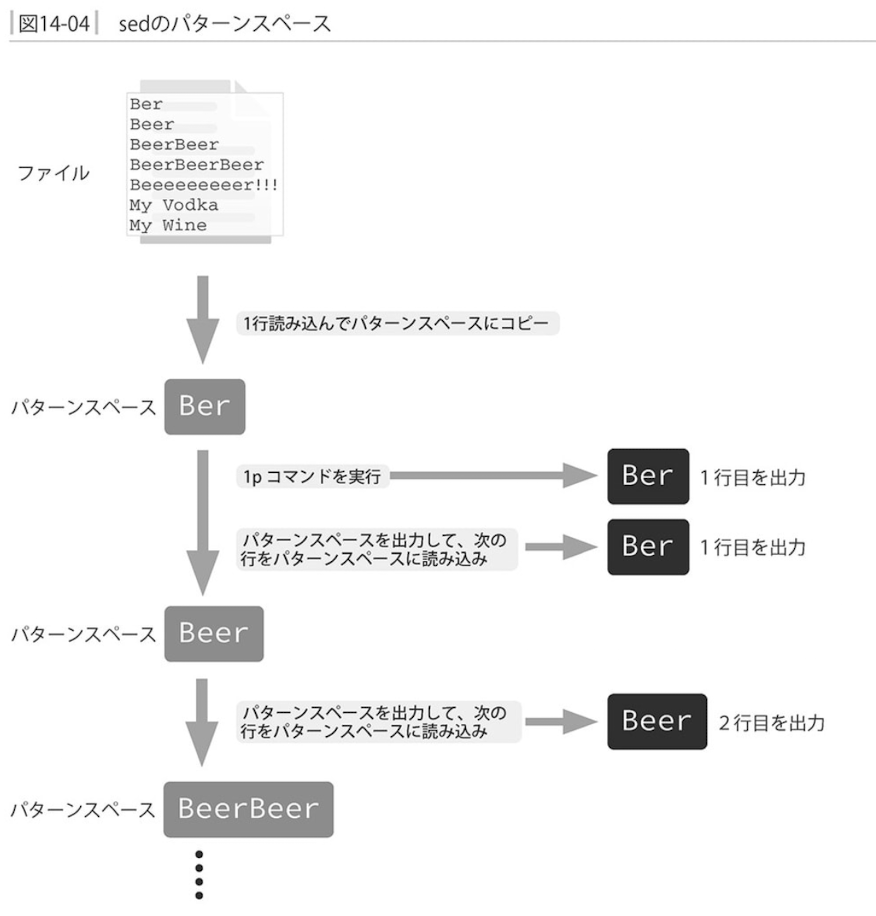 図14-04 sedのパターンスペース
ファイル
Ber
Beer
BeerBeer
BeerBeerBeer
Beeeeeeeeer!!!
My Vodka
My Wine
1行読み込んでパターンスペースにコピー
パターンスペース Ber
1p コマンドを実行 Ber 1行目を出力
パターンスペースを出力して、次の
行をパターンスペースに読み込み
Ber 1行目を出力
パターンスペース Beer
パターンスペースを出力して、次の
行をパターンスペースに読み込み
Beer 2行目を出力
パターンスペース BeerBeer